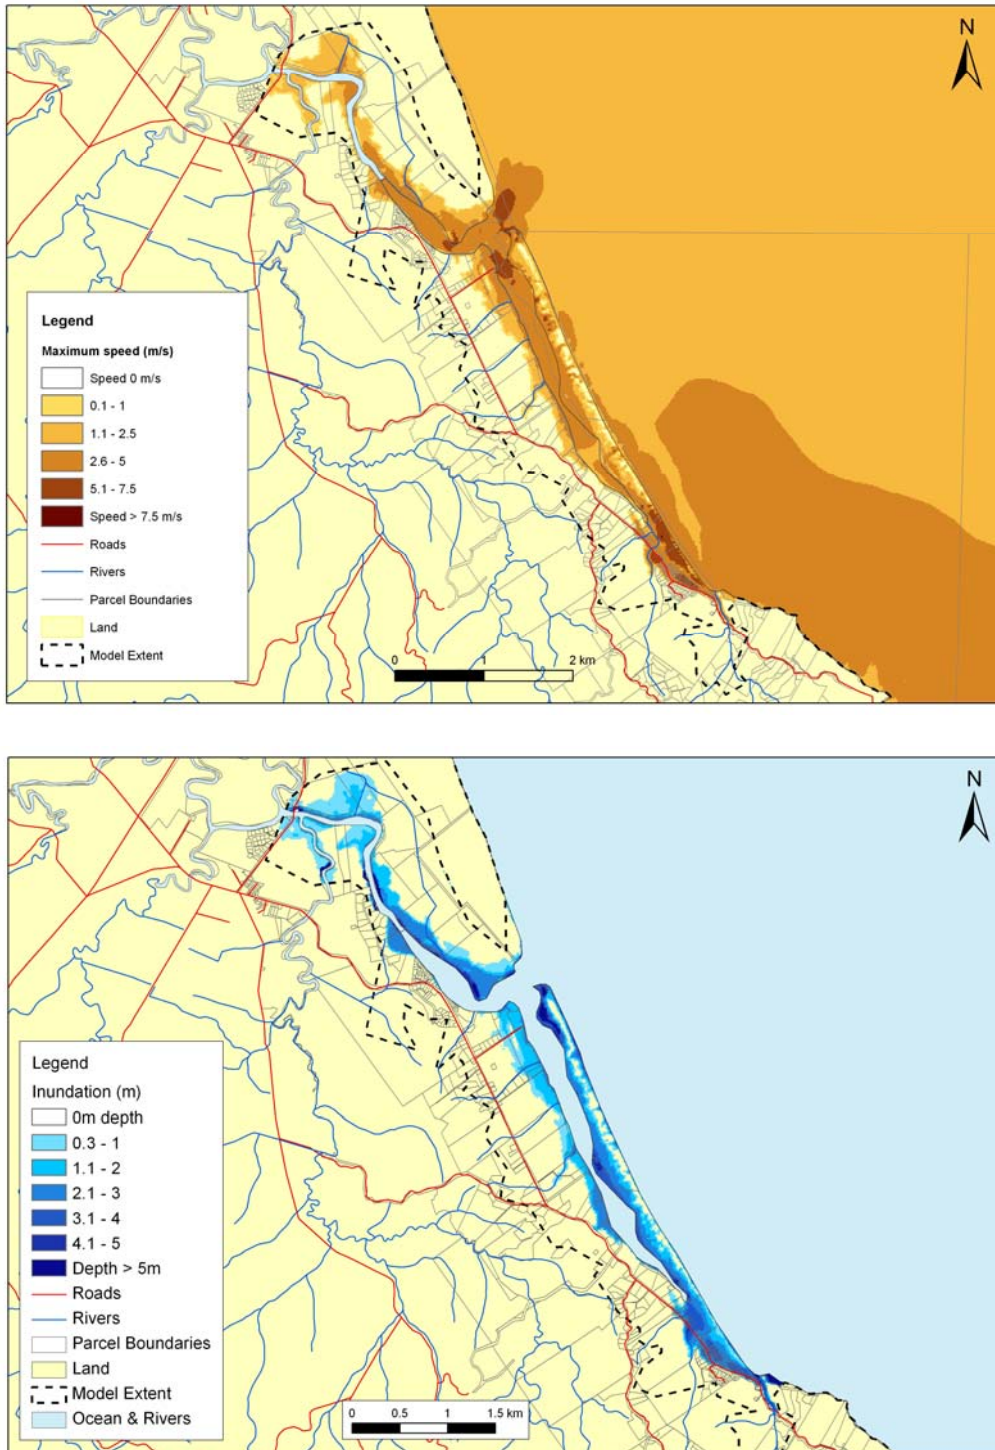 N
Legend
Maximum speed (m/s)
Speed 0 m/s
0.1 - 1
1.1 - 2.5
2.6 - 5
5.1 - 7.5
Speed > 7.5 m/s
Roads
Rivers
Parcel Boundaries
Land
Model Extent
0 1 2 km
N
Legend
Inundation (m)
0m depth
0.3 - 1
1.1 - 2
2.1 - 3
3.1 - 4
4.1 - 5
Depth > 5m
Roads
Rivers
Parcel Boundaries
Land
Model Extent
Ocean & Rivers
0 0.5 1 1.5 km